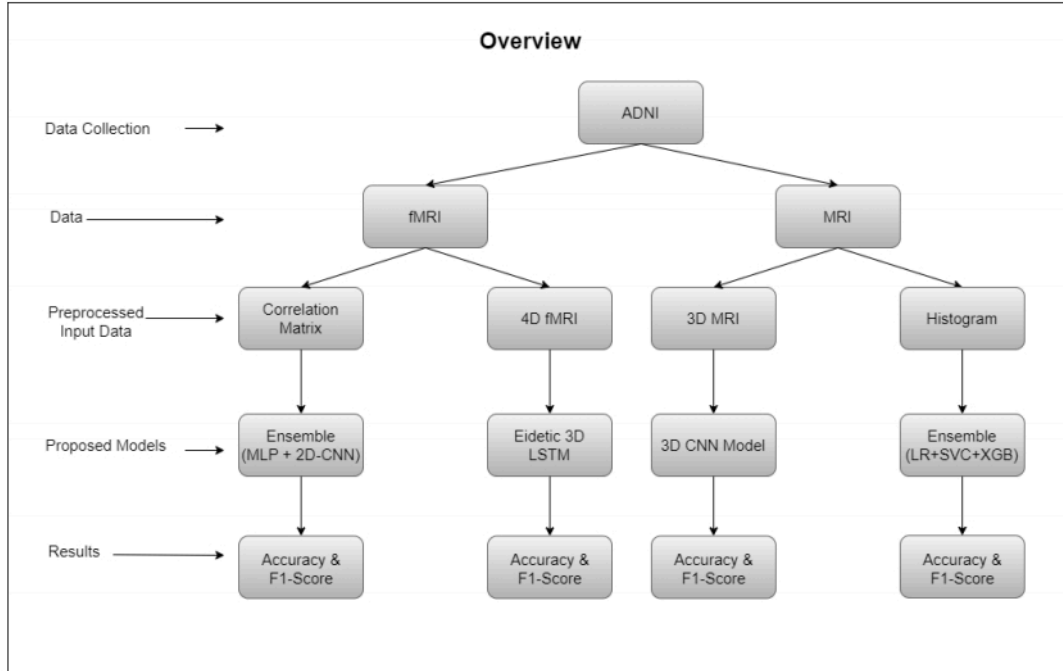 Overview
Data Collection
ADNI
Data
fMRI
MRI
Preprocessed
Input Data
Correlation
Matrix
4D fMRI
3D MRI
Histogram
Proposed Models
Ensemble
(MLP + 2D-CNN)
Eidetic 3D
LSTM
3D CNN Model
Ensemble
(LR+SVC+XGB)
Results
Accuracy &
F1-Score
Accuracy &
F1-Score
Accuracy &
F1-Score
Accuracy &
F1-Score